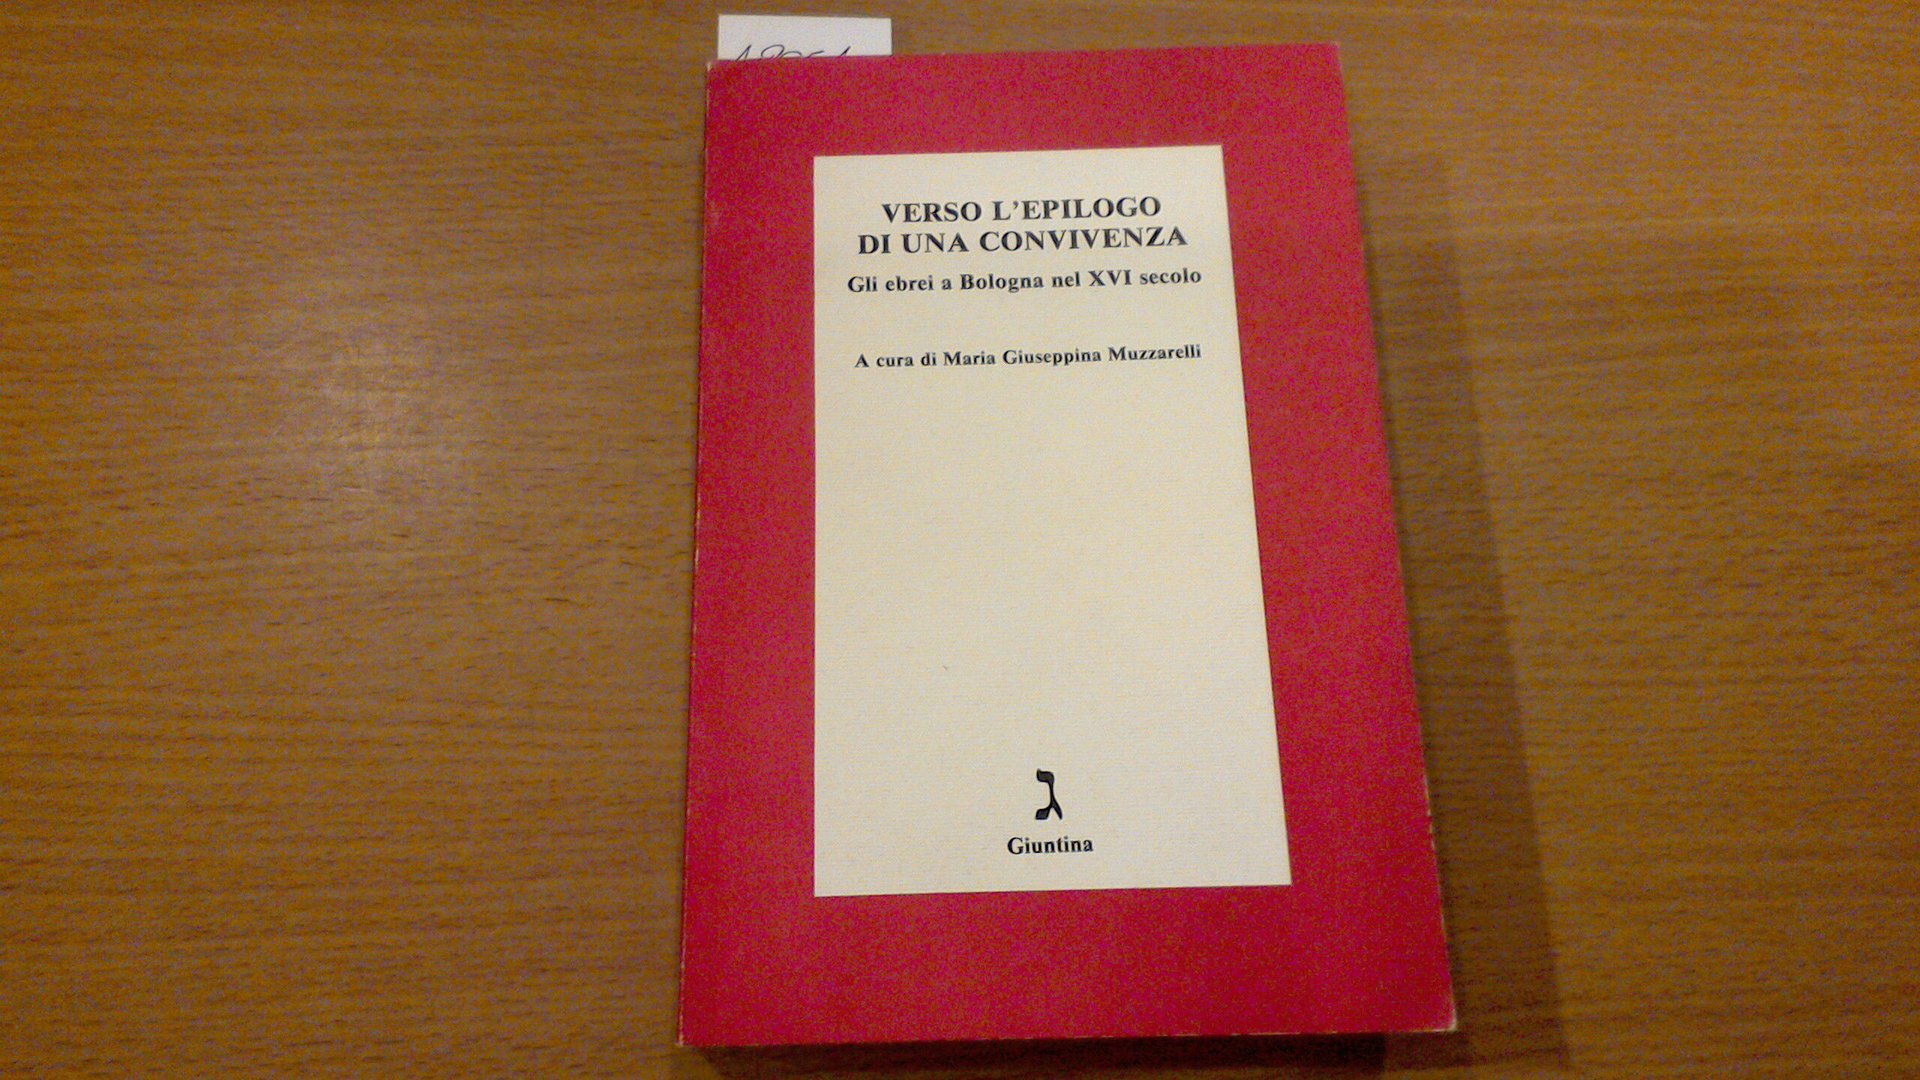 VERSO L'EPILOGO
DI UNA CONVIVENZA
Gli ebrei a Bologna nel XVI secolo
A cura di Maria Giuseppina Muzzarelli
ג
Giuntina